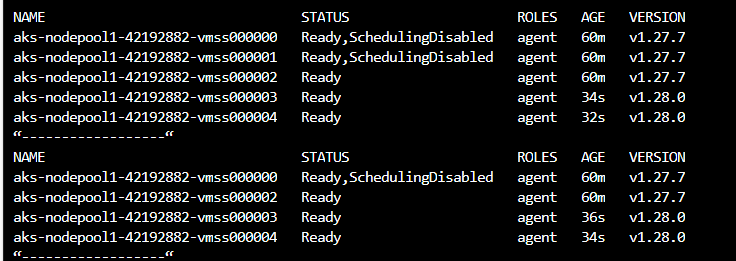 NAME STATUS ROLES AGE VERSION
aks-nodepool1-42192882-vmss000000 Ready,SchedulingDisabled agent 60m v1.27.7
aks-nodepool1-42192882-vmss000001 Ready,SchedulingDisabled agent 60m v1.27.7
aks-nodepool1-42192882-vmss000002 Ready agent 60m v1.27.7
aks-nodepool1-42192882-vmss000003 Ready agent 34s v1.28.0
aks-nodepool1-42192882-vmss000004 Ready agent 32s v1.28.0
“------------------“
NAME STATUS ROLES AGE VERSION
aks-nodepool1-42192882-vmss000000 Ready,SchedulingDisabled agent 60m v1.27.7
aks-nodepool1-42192882-vmss000002 Ready agent 60m v1.27.7
aks-nodepool1-42192882-vmss000003 Ready agent 36s v1.28.0
aks-nodepool1-42192882-vmss000004 Ready agent 34s v1.28.0
“------------------“